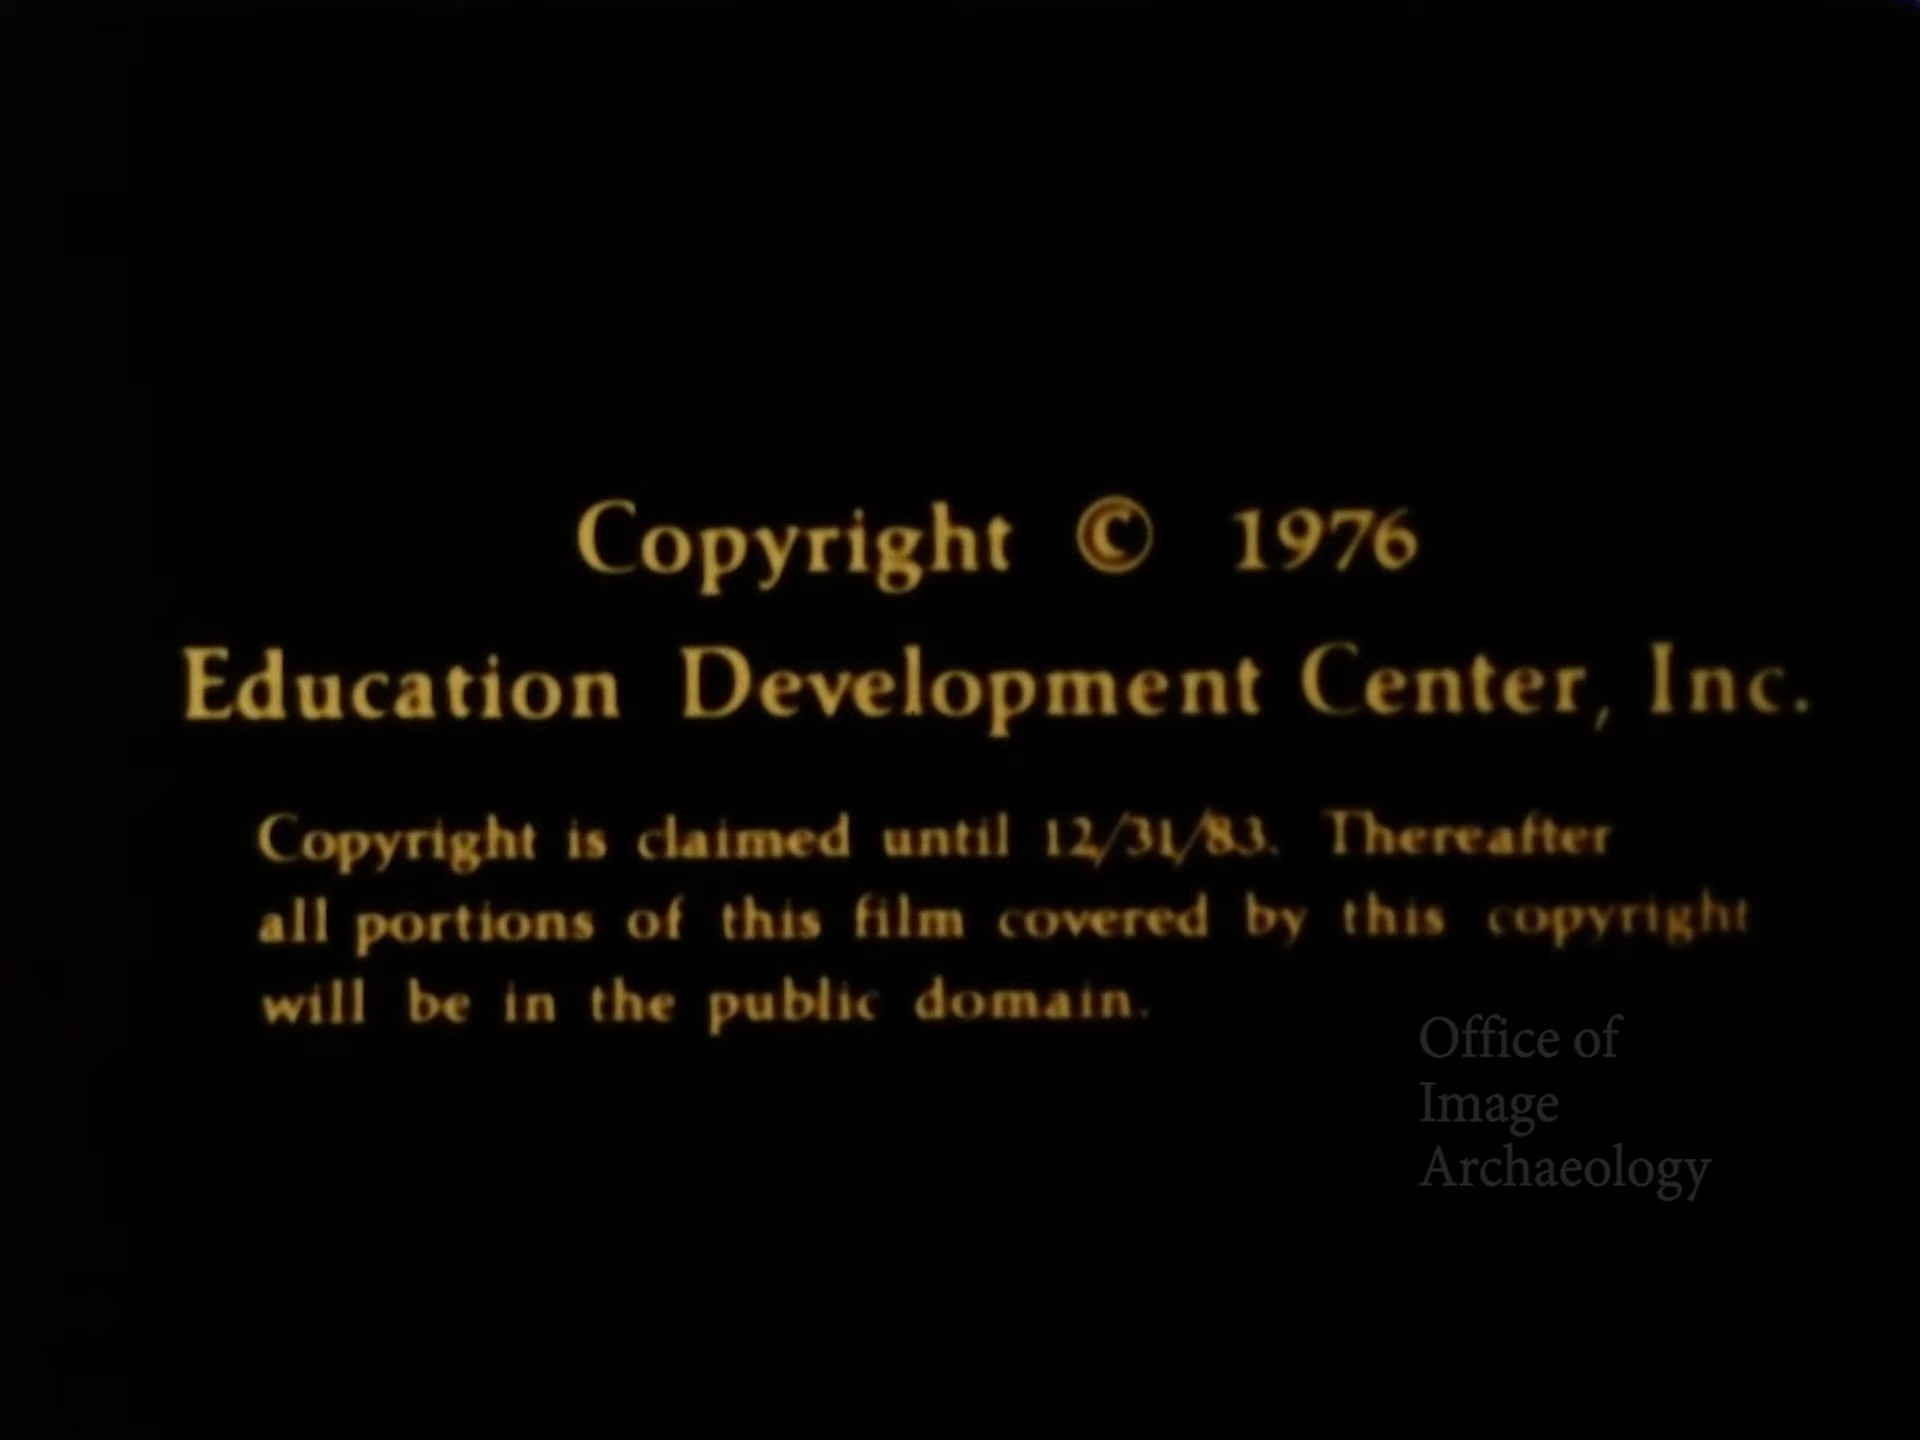 Copyright © 1976
Education Development Center, Inc.
Copyright is claimed until 12/31/83. Thereafter
all portions of this film covered by this copyright
will be in the public domain.
Office of
Image
Archaeology